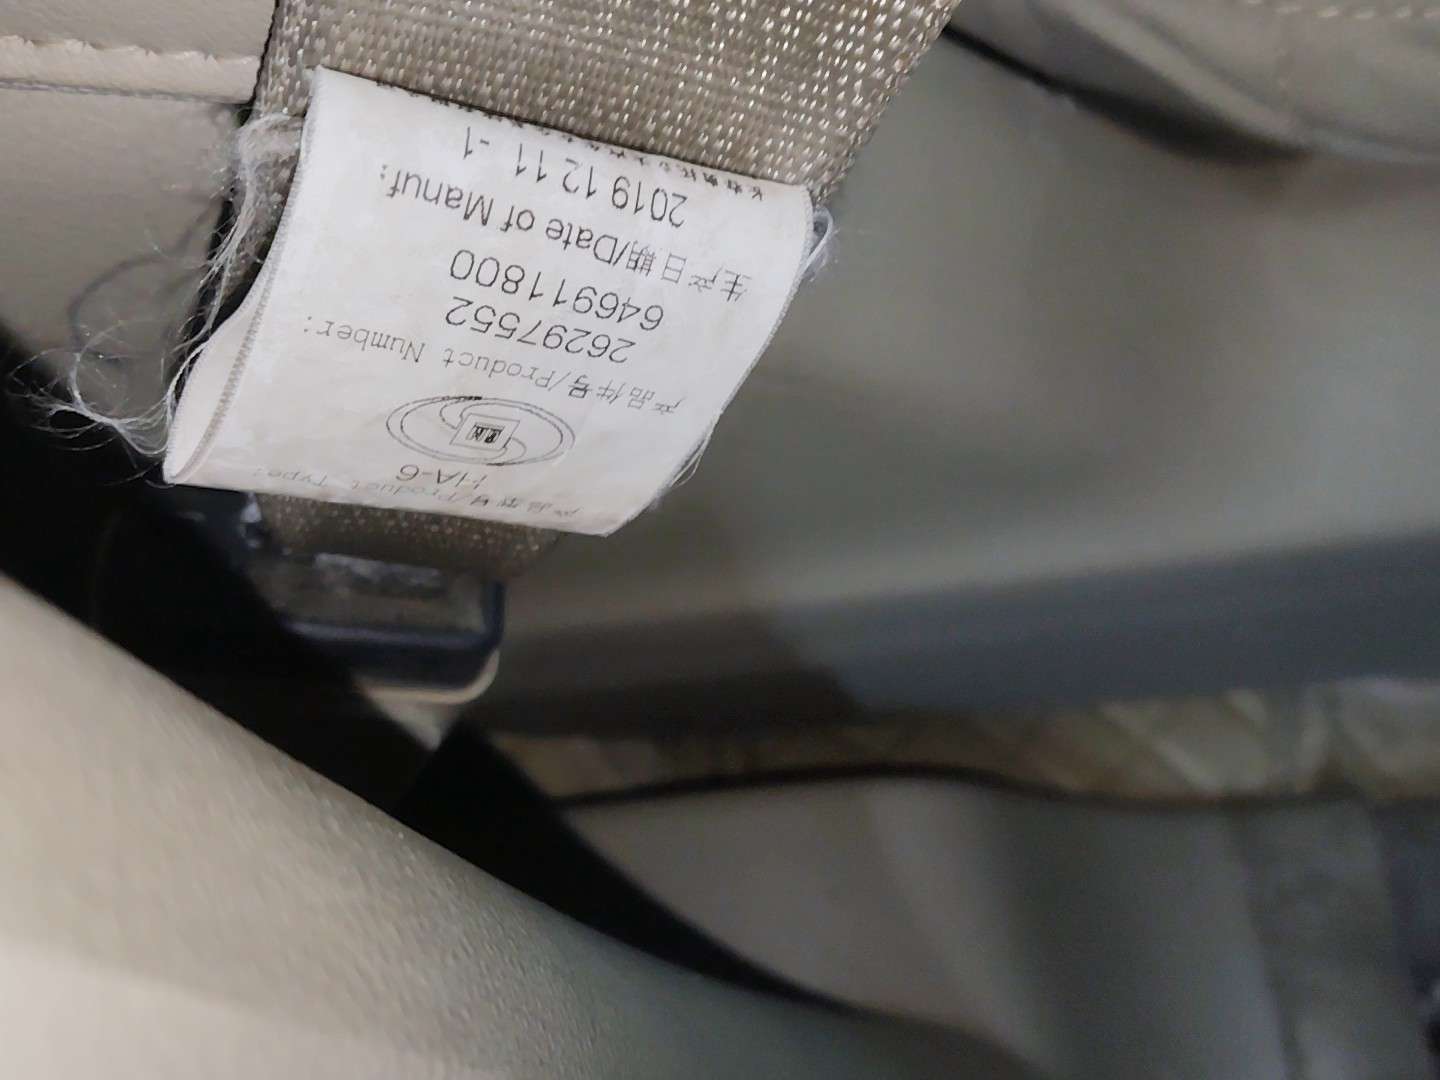 产品型号/Product Type:
HA-6
产品件号/Product Number:
26297552
646911800
生产日期/Date of Manuf:
2019 12 11 -1